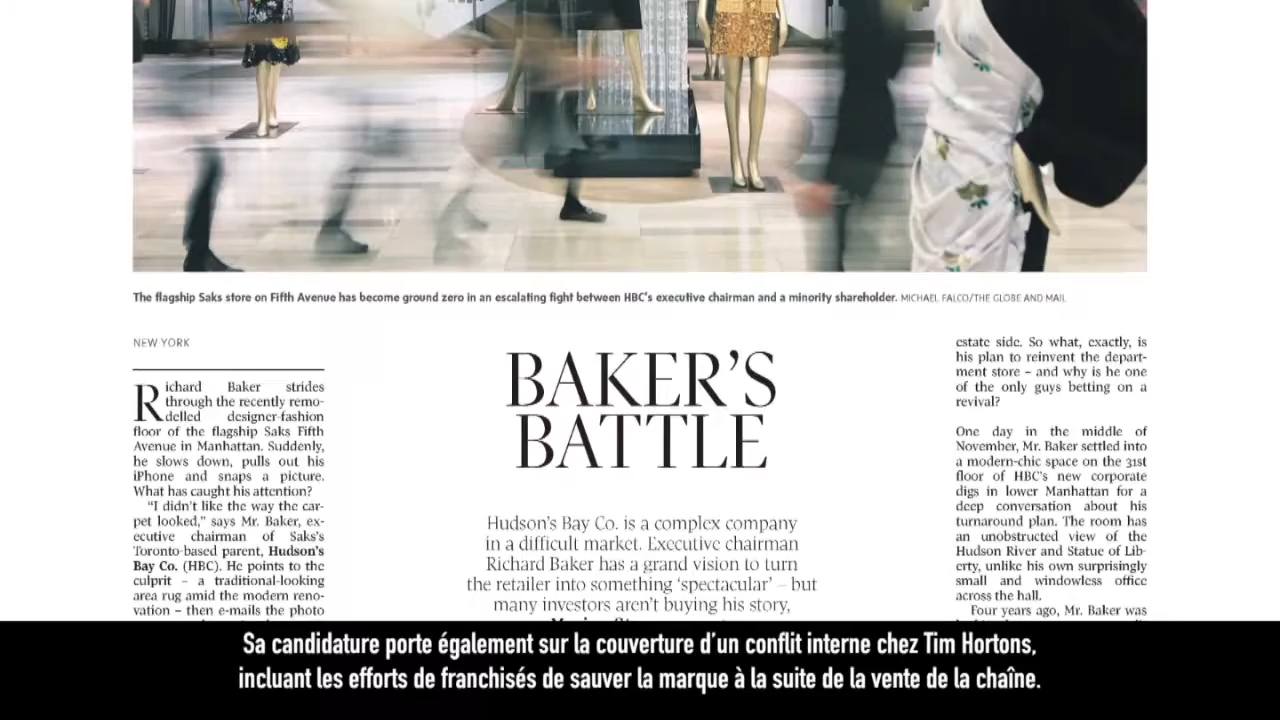 The flagship Saks store on Fifth Avenue has become ground zero in an escalating fight between HBC's executive chairman and a minority shareholder. MICHAEL FALCO/THE GLOBE AND MAIL
NEW YORK
Richard Baker strides
through the recently remo-
delled designer-fashion
floor of the flagship Saks Fifth
Avenue in Manhattan. Suddenly,
he slows down, pulls out his
iPhone and snaps a picture.
What has caught his attention?
“I didn't like the way the car-
pet looked,” says Mr. Baker, ex-
ecutive chairman of Saks's
Toronto-based parent, Hudson's
Bay Co. (HBC). He points to the
culprit – a traditional-looking
area rug amid the modern reno-
vation – then e-mails the photo
BAKER'S
BATTLE
Hudson's Bay Co. is a complex company
in a difficult market. Executive chairman
Richard Baker has a grand vision to turn
the retailer into something ‘spectacular’ – but
many investors aren't buying his story,
estate side. So what, exactly, is
his plan to reinvent the depart-
ment store – and why is he one
of the only guys betting on a
revival?
One day in the middle of
November, Mr. Baker settled into
a modern-chic space on the 31st
floor of HBC's new corporate
digs in lower Manhattan for a
deep conversation about his
turnaround plan. The room has
an unobstructed view of the
Hudson River and Statue of Lib-
erty, unlike his own surprisingly
small and windowless office
across the hall.
Four years ago, Mr. Baker was
Sa candidature porte également sur la couverture d'un conflit interne chez Tim Hortons,
incluant les efforts de franchisés de sauver la marque à la suite de la vente de la chaîne.